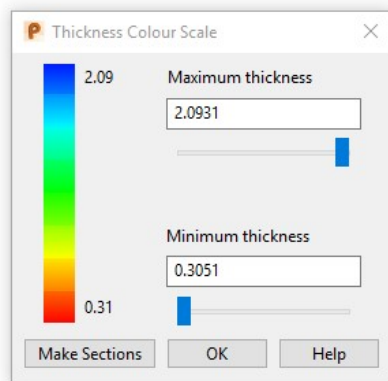 P Thickness Colour Scale
2.09
Maximum thickness
2.0931
Minimum thickness
0.3051
0.31
Make Sections OK Help